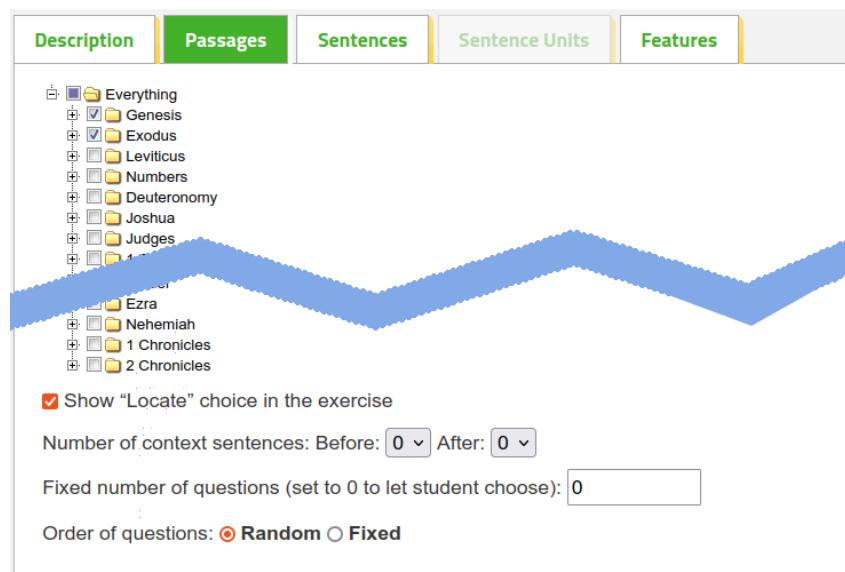 Description Passages Sentences Sentence Units Features
Everything
Genesis
Exodus
Leviticus
Numbers
Deuteronomy
Joshua
Judges
Ezra
Nehemiah
1 Chronicles
2 Chronicles
Show “Locate” choice in the exercise
Number of context sentences: Before: 0 After: 0
Fixed number of questions (set to 0 to let student choose): 0
Order of questions: Random Fixed